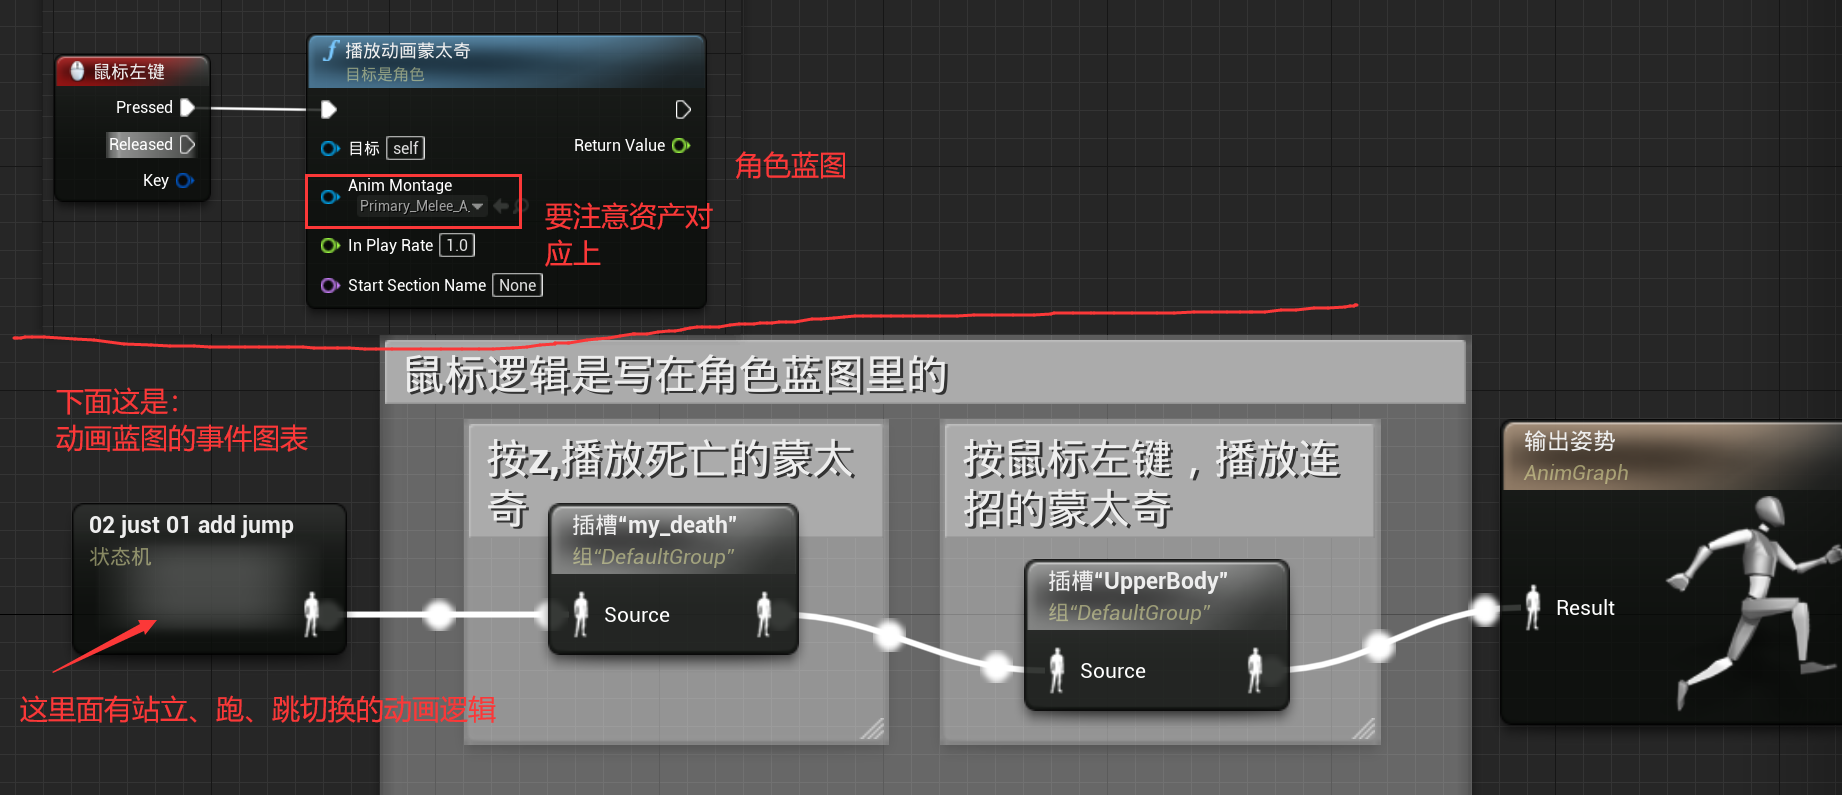 鼠标左键
Pressed
Released
Key
播放动画蒙太奇
目标是角色
目标 self
Return Value
Anim Montage
Primary_Melee_A
In Play Rate 1.0
Start Section Name None
角色蓝图
要注意资产对
应上
鼠标逻辑是写在角色蓝图里的
下面这是：
动画蓝图的事件图表
按z,播放死亡的蒙太
奇
按鼠标左键，播放连
招的蒙太奇
02 just 01 add jump
状态机
插槽“my_death”
组“DefaultGroup”
Source
插槽“UpperBody”
组“DefaultGroup”
Source
输出姿势
AnimGraph
Result
这里面有站立、跑、跳切换的动画逻辑